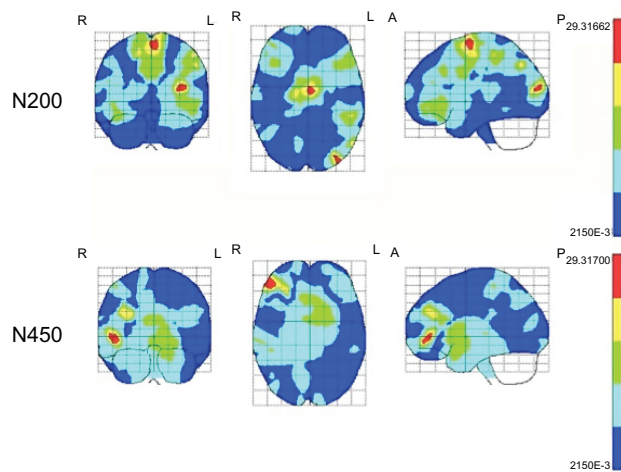 R L R L A P
29.31662
N200
2150E-3
R L R L A P
29.31700
N450
2150E-3